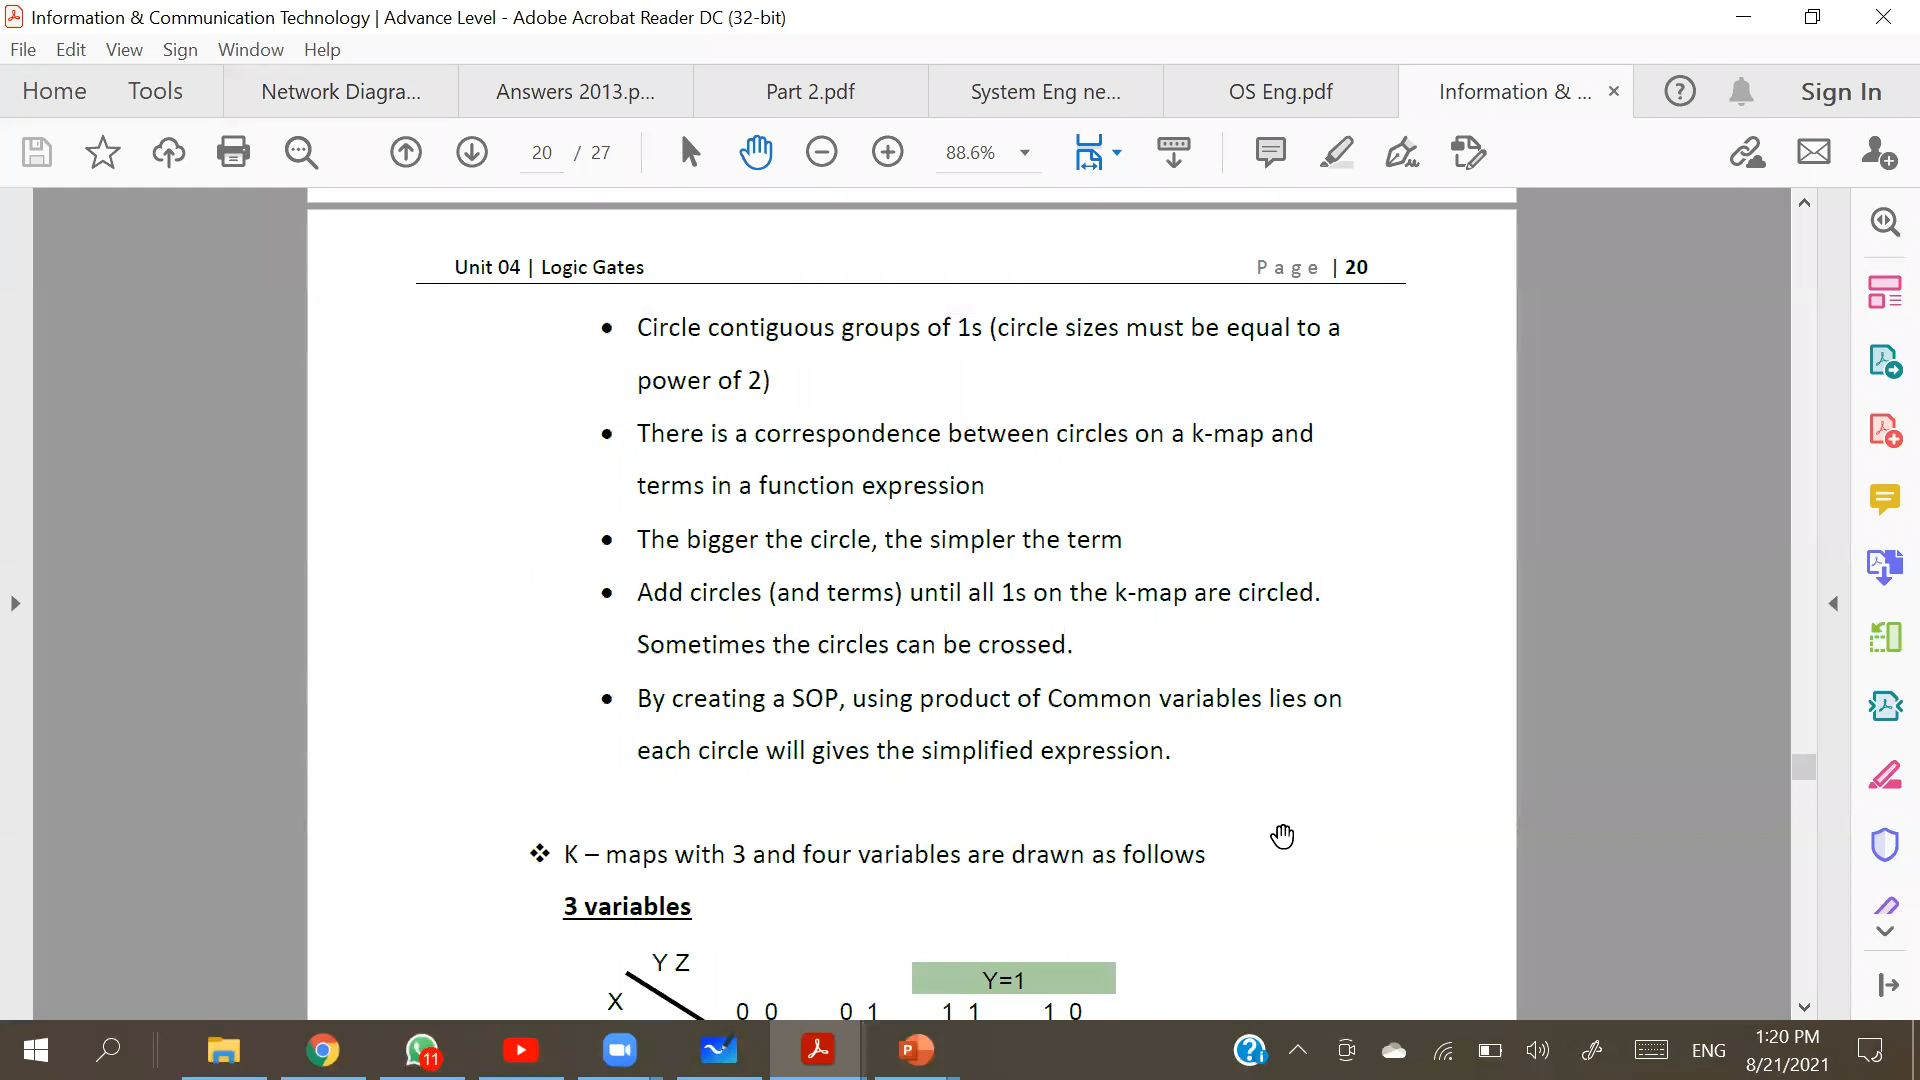 Information & Communication Technology | Advance Level - Adobe Acrobat Reader DC (32-bit)
File Edit View Sign Window Help
Home Tools Network Diagra... Answers 2013.p... Part 2.pdf System Eng ne... OS Eng.pdf Information & ... × Sign In
20 / 27 88.6%
Unit 04 | Logic Gates Page | 20
• Circle contiguous groups of 1s (circle sizes must be equal to a
power of 2)
• There is a correspondence between circles on a k-map and
terms in a function expression
• The bigger the circle, the simpler the term
• Add circles (and terms) until all 1s on the k-map are circled.
Sometimes the circles can be crossed.
• By creating a SOP, using product of Common variables lies on
each circle will gives the simplified expression.
❖ K – maps with 3 and four variables are drawn as follows
3 variables
Y Z
Y=1
X
0 0 0 1 1 1 1 0
11
ENG
1:20 PM
8/21/2021